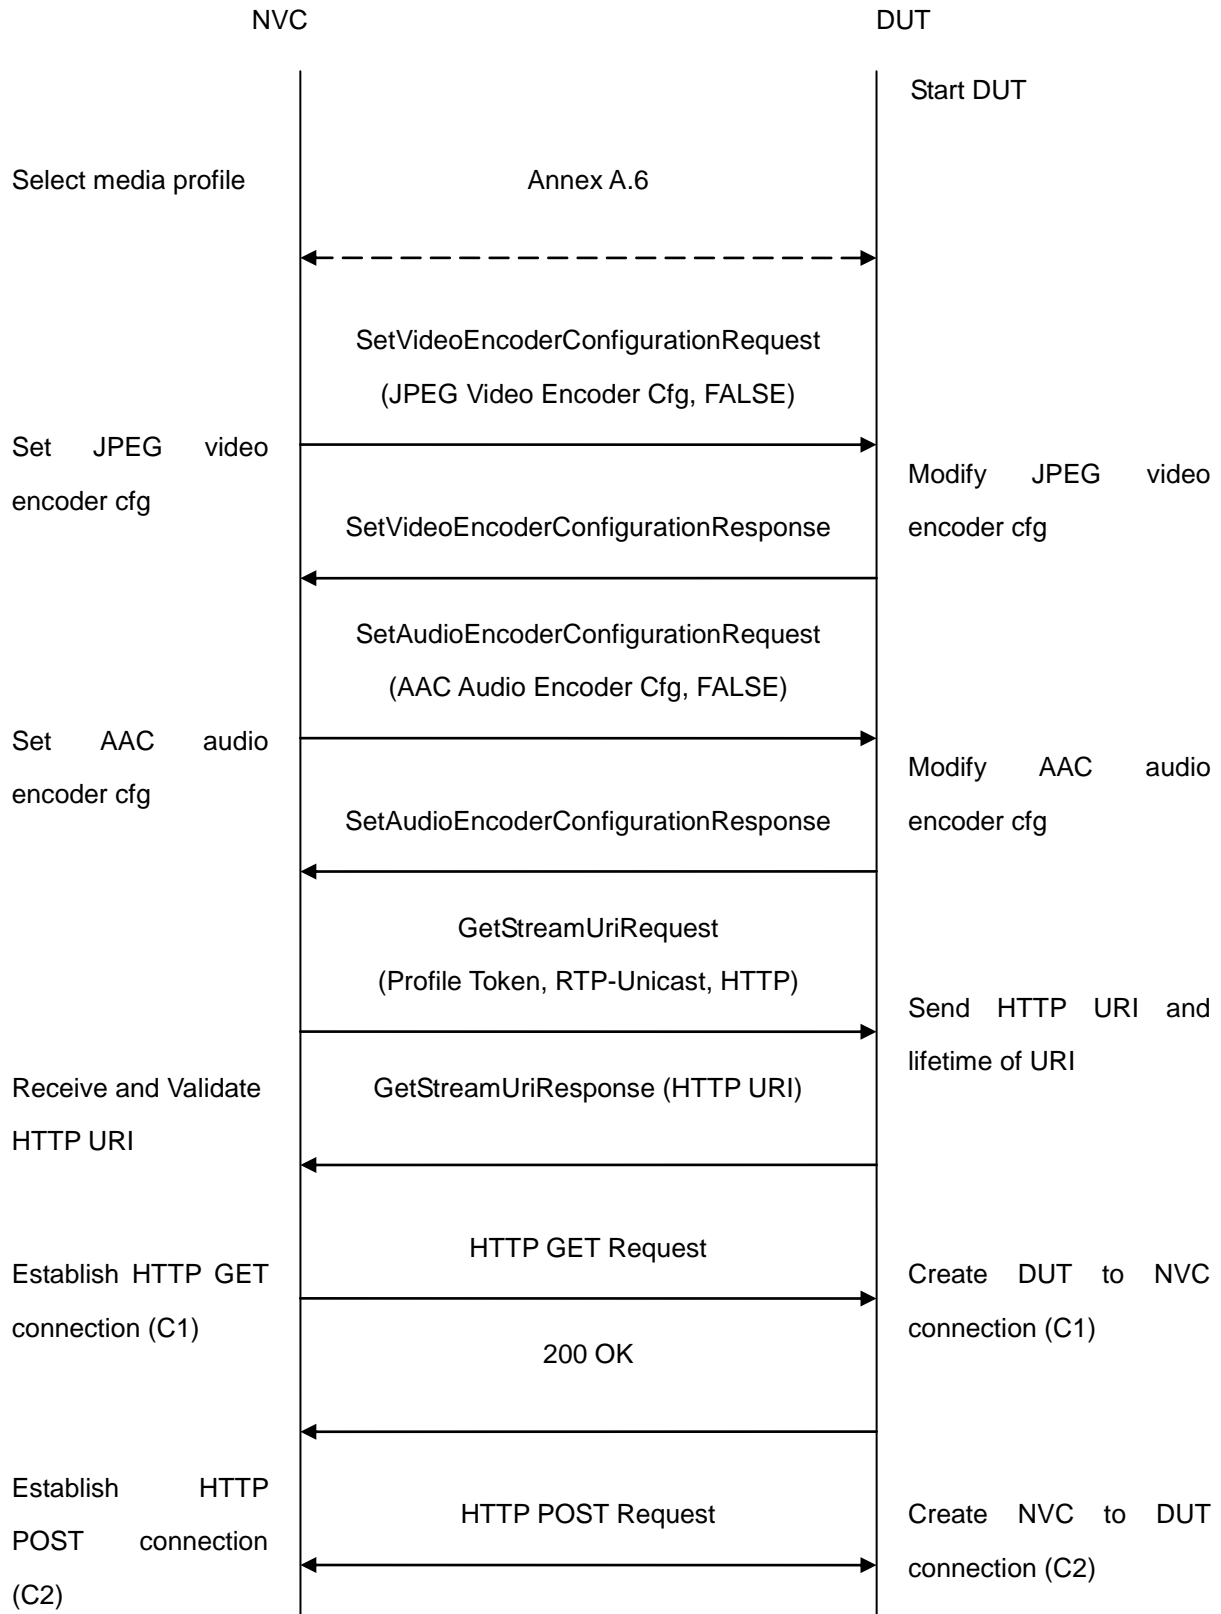 NVC DUT
Start DUT
Select media profile
Annex A.6
SetVideoEncoderConfigurationRequest
(JPEG Video Encoder Cfg, FALSE)
Set JPEG video
encoder cfg
Modify JPEG video
encoder cfg
SetVideoEncoderConfigurationResponse
SetAudioEncoderConfigurationRequest
(AAC Audio Encoder Cfg, FALSE)
Set AAC audio
encoder cfg
Modify AAC audio
encoder cfg
SetAudioEncoderConfigurationResponse
GetStreamUriRequest
(Profile Token, RTP-Unicast, HTTP)
Send HTTP URI and
lifetime of URI
Receive and Validate
HTTP URI
GetStreamUriResponse (HTTP URI)
HTTP GET Request
Establish HTTP GET
connection (C1)
Create DUT to NVC
connection (C1)
200 OK
Establish HTTP
POST connection
(C2)
HTTP POST Request
Create NVC to DUT
connection (C2)